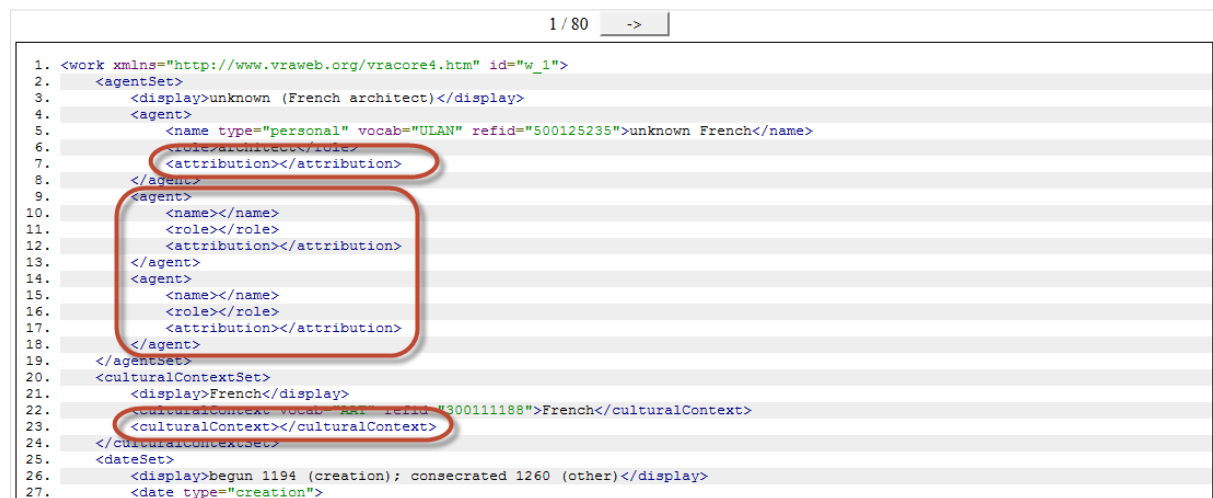 1 / 80 ->
1. <work xmlns="http://www.vraweb.org/vracore4.htm" id="w_1">
2. <agentSet>
3. <display>unknown (French architect)</display>
4. <agent>
5. <name type="personal" vocab="ULAN" refid="500125235">unknown French</name>
6. <role>architect</role>
7. <attribution></attribution>
8. </agent>
9. <agent>
10. <name></name>
11. <role></role>
12. <attribution></attribution>
13. </agent>
14. <agent>
15. <name></name>
16. <role></role>
17. <attribution></attribution>
18. </agent>
19. </agentSet>
20. <culturalContextSet>
21. <display>French</display>
22. <culturalContext vocab="AAT" refid="300111188">French</culturalContext>
23. <culturalContext></culturalContext>
24. </culturalContextSet>
25. <dateSet>
26. <display>begun 1194 (creation); consecrated 1260 (other)</display>
27. <date type="creation">